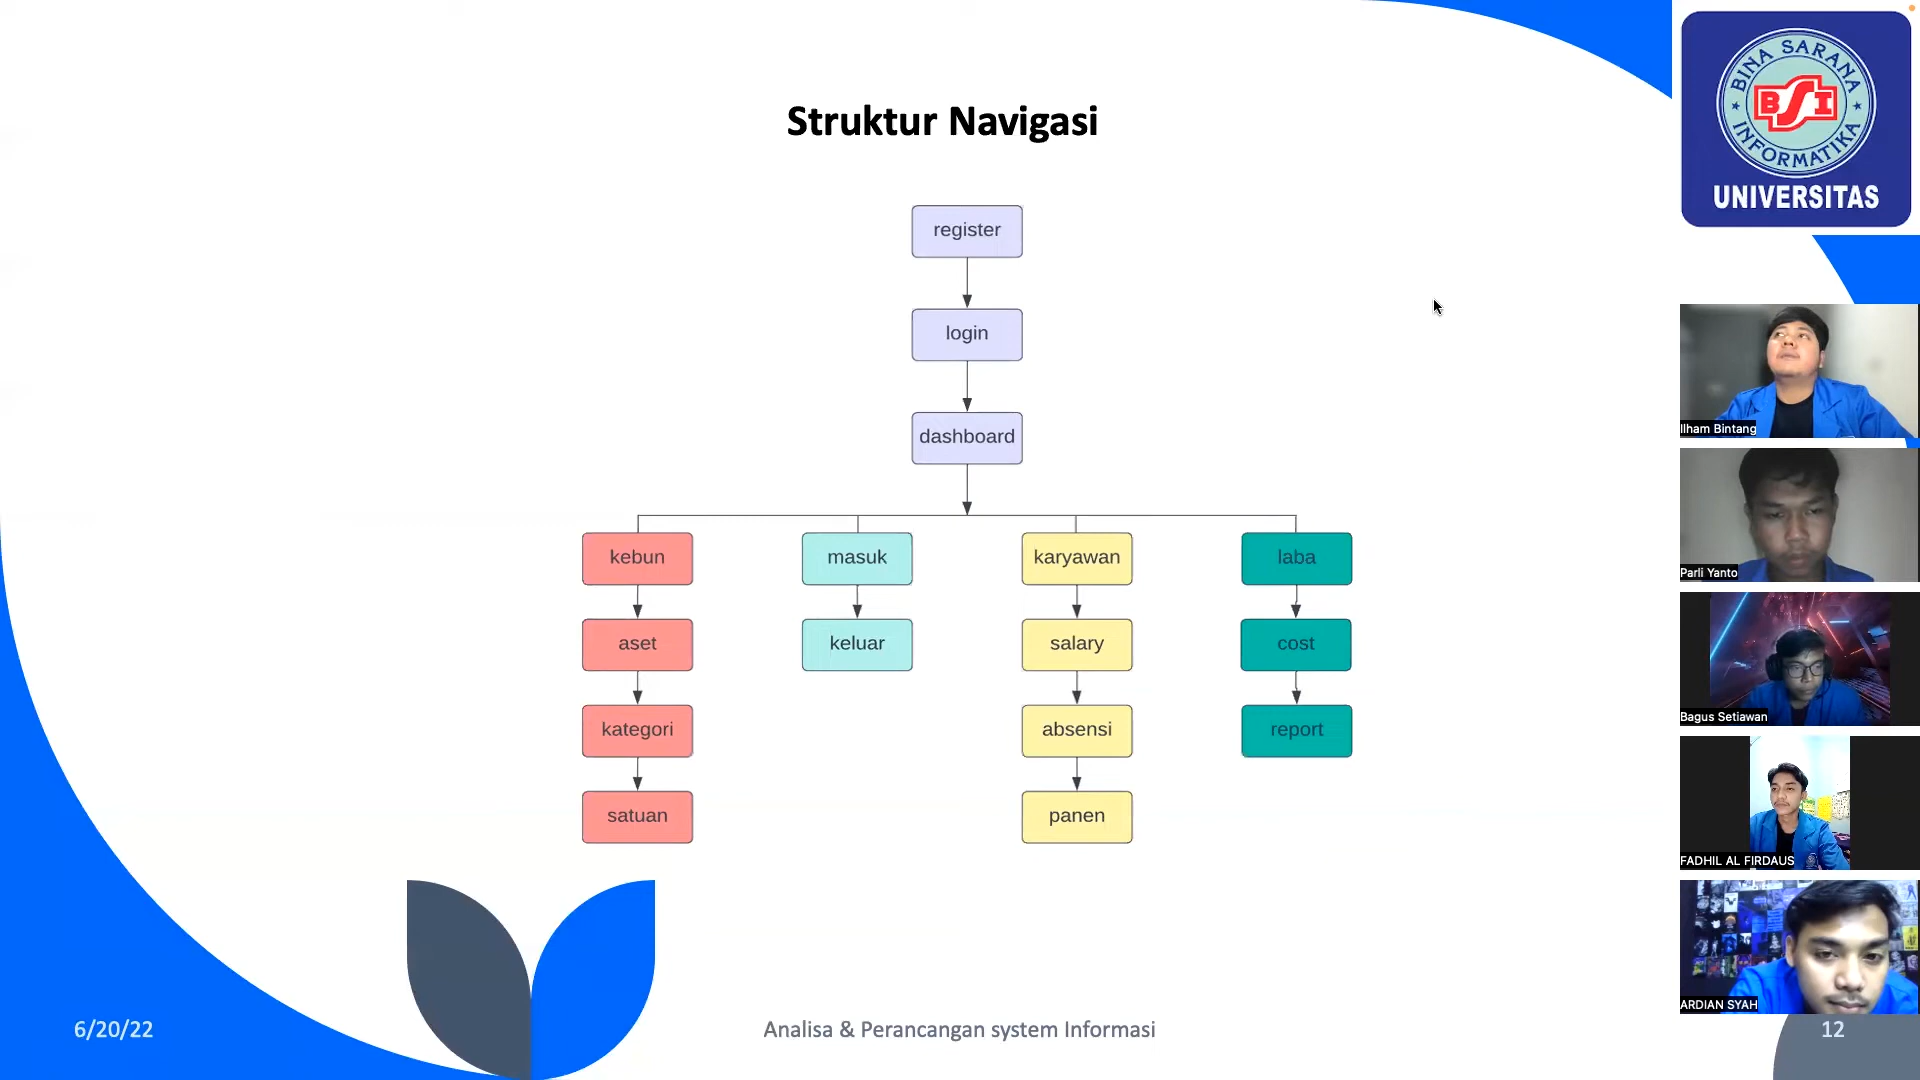 Struktur Navigasi
register
login
dashboard
kebun
masuk
karyawan
laba
aset
keluar
salary
cost
kategori
absensi
report
satuan
panen
6/20/22
Analisa & Perancangan system Informasi
12
BINA SARANA
BSI
INFORMATIKA
UNIVERSITAS
Ilham Bintang
Parli Yanto
Bagus Setiawan
FADHIL AL FIRDAUS
ARDIAN SYAH